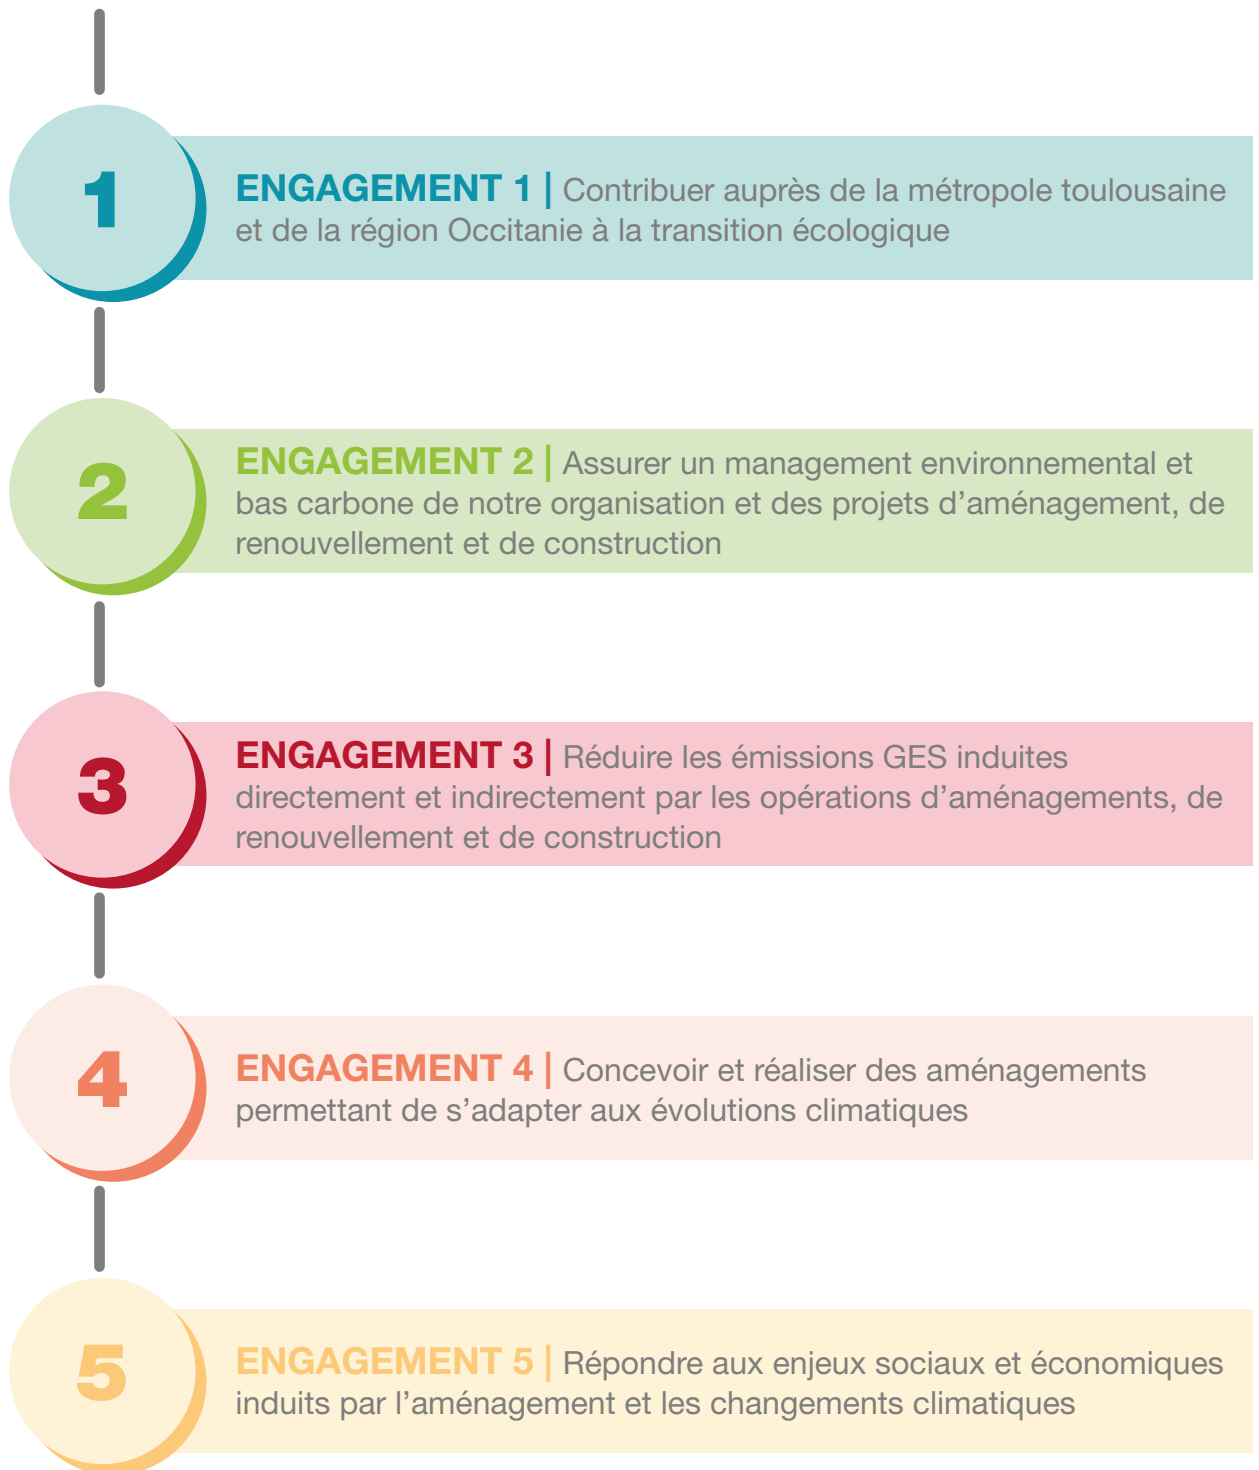 1
ENGAGEMENT 1 | Contribuer auprès de la métropole toulousaine
et de la région Occitanie à la transition écologique
2
ENGAGEMENT 2 | Assurer un management environnemental et
bas carbone de notre organisation et des projets d’aménagement, de
renouvellement et de construction
3
ENGAGEMENT 3 | Réduire les émissions GES induites
directement et indirectement par les opérations d’aménagements, de
renouvellement et de construction
4
ENGAGEMENT 4 | Concevoir et réaliser des aménagements
permettant de s’adapter aux évolutions climatiques
5
ENGAGEMENT 5 | Répondre aux enjeux sociaux et économiques
induits par l’aménagement et les changements climatiques